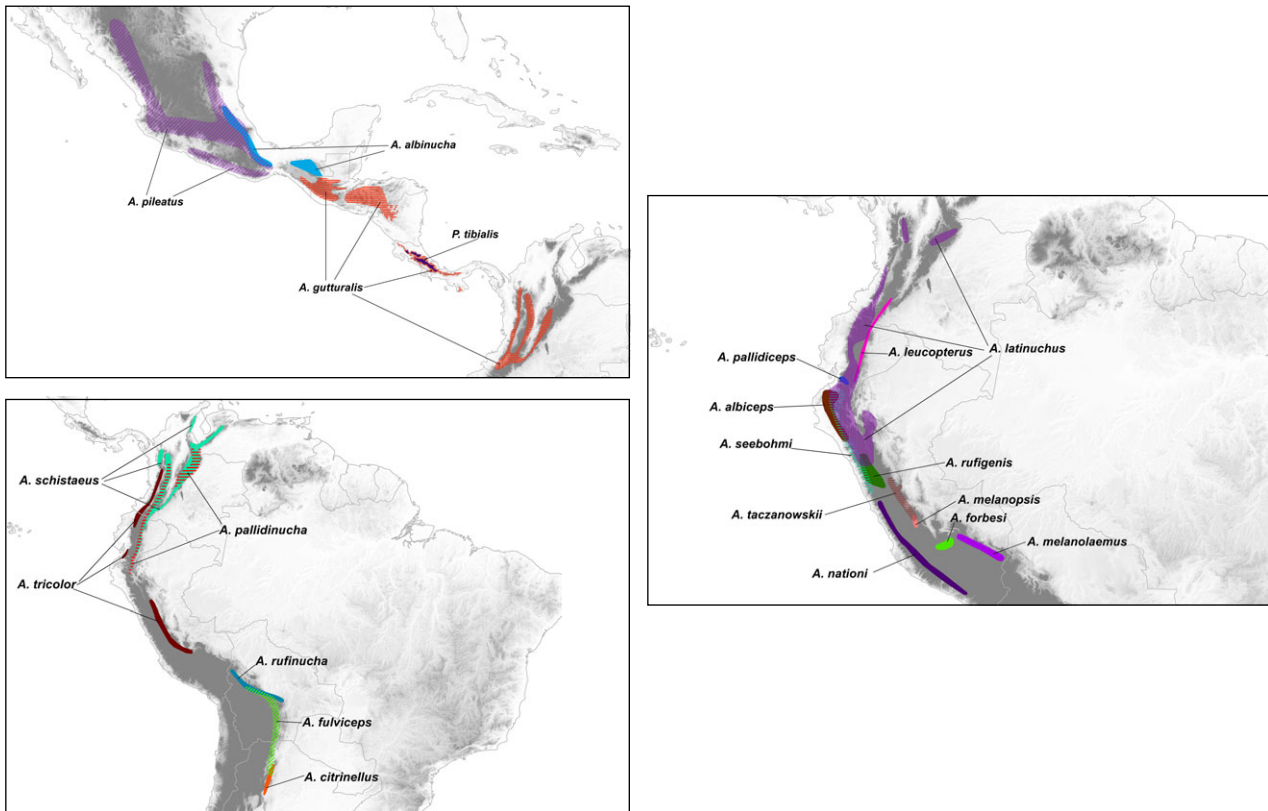 A. albinucha
A. pileatus
P. tibialis
A. gutturalis
A. schistaeus
A. pallidinucha
A. tricolor
A. rufinucha
A. fulviceps
A. citrinellus
A. latinuchus
A. leucopterus
A. pallidiceps
A. albiceps
A. seebohmi
A. rufigenis
A. melanopsis
A. taczanowskii
A. forbesi
A. melanolaemus
A. nationi